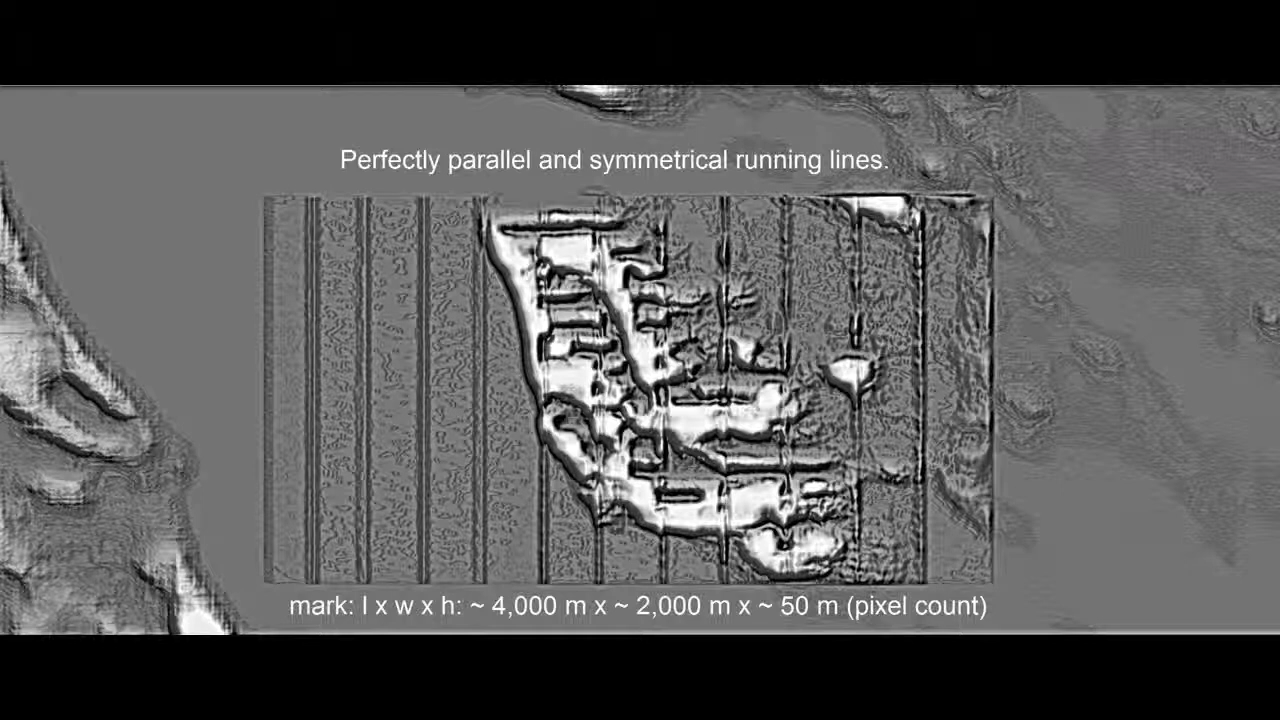 Perfectly parallel and symmetrical running lines.
mark: l x w x h: ~ 4,000 m x ~ 2,000 m x ~ 50 m (pixel count)